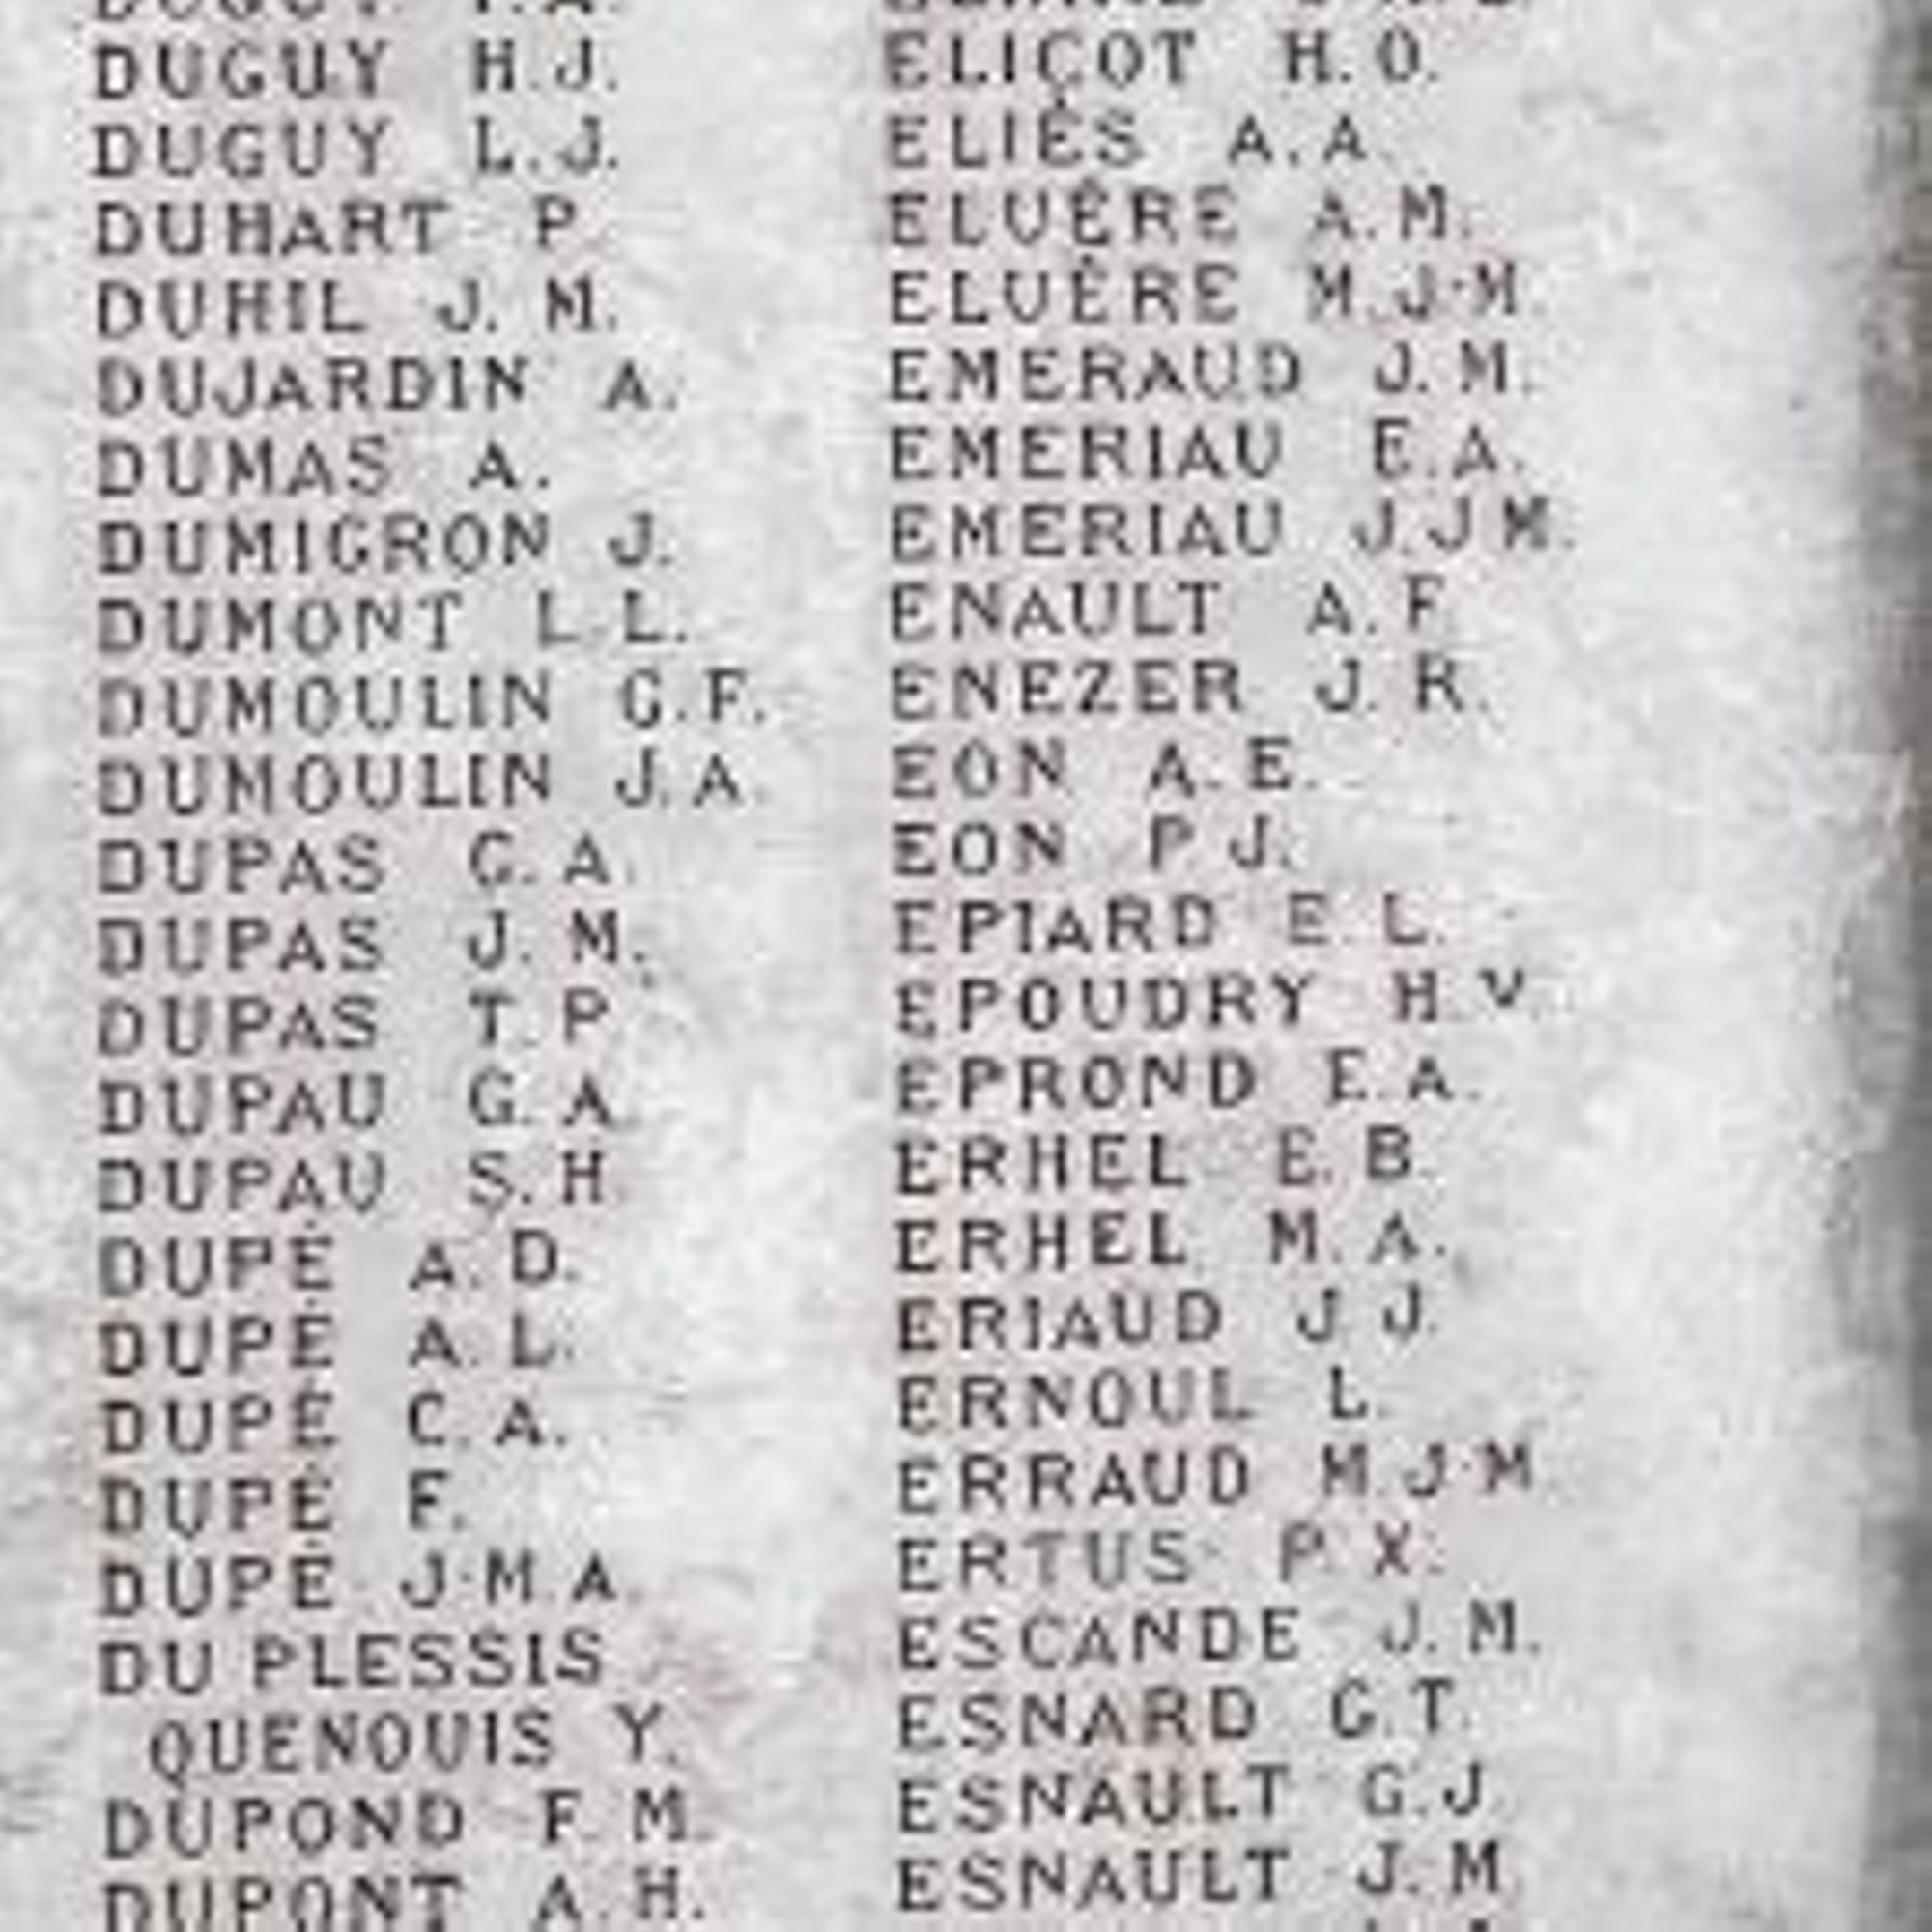 DUGUY H.J.
DUGUY L.J.
DUHART P.
DUHIL J. M.
DUJARDIN A.
DUMAS A.
DUMIGRON J.
DUMONT L.L.
DUMOULIN G.F.
DUMOULIN J.A.
DUPAS G.A.
DUPAS J.M.
DUPAS T.P.
DUPAU G.A.
DUPAU S.H.
DUPÉ A.D.
DUPÉ A.L.
DUPÉ C.A.
DUPÉ F.
DUPÉ J.M.A.
DU PLESSIS
QUENOUIS Y.
DUPOND F.M.
DUPONT A.H.
ELICOT H.O.
ELIÈS A.A.
ELUÈRE A.M.
ELUÈRE M.J.M.
EMERAUD J.M.
EMERIAU E.A.
EMERIAU J.J.M.
ENAULT A.F.
ENEZER J.R.
EON A.E.
EON P.J.
EPIARD E.L.
EPOUDRY H.V.
EPROND E.A.
ERHEL E.B.
ERHEL M.A.
ERIAUD J.J.
ERNOUL L.
ERRAUD M.J.M.
ERTUS P.X.
ESCANDE J.M.
ESNARD G.T.
ESNAULT G.J.
ESNAULT J.M.